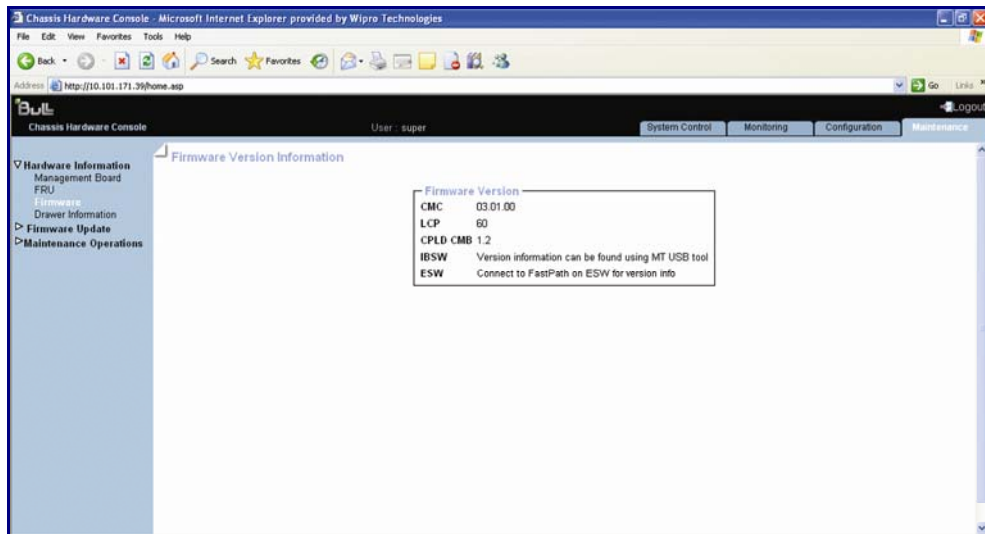 Chassis Hardware Console - Microsoft Internet Explorer provided by Wipro Technologies
File Edit View Favorites Tools Help
Back Search Favorites
Address http://10.101.171.39/home.asp Go Links »
Bull Logout
Chassis Hardware Console User : super System Control Monitoring Configuration Maintenance
Hardware Information
Management Board
FRU
Firmware
Drawer Information
Firmware Update
Maintenance Operations
Firmware Version Information
Firmware Version
CMC 03.01.00
LCP 60
CPLD CMB 1.2
IBSW Version information can be found using MT USB tool
ESW Connect to FastPath on ESW for version info